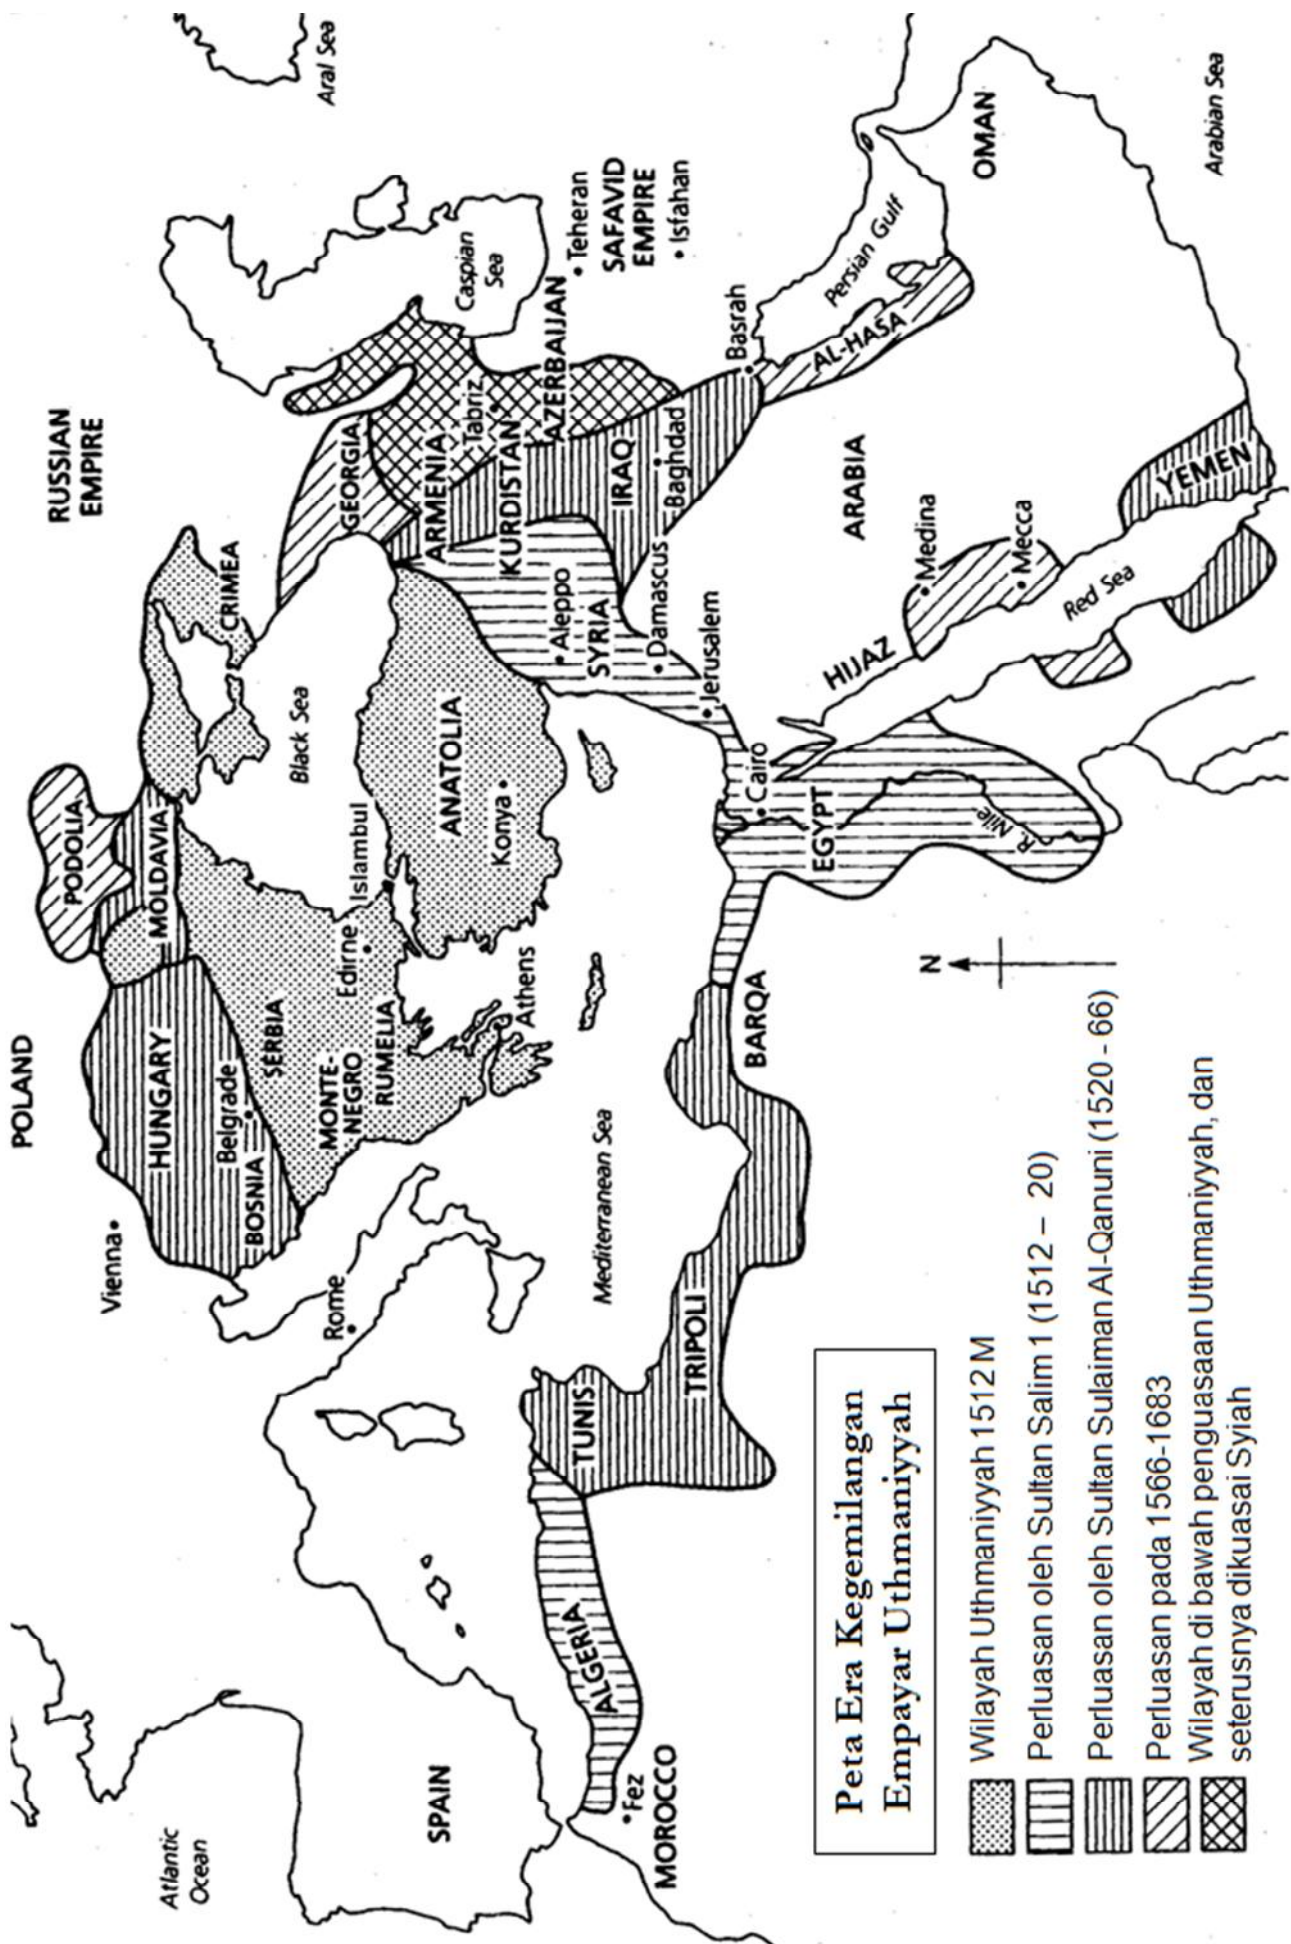 Atlantic
Ocean
SPAIN
Fez
MOROCCO
ALGERIA
TUNIS
TRIPOLI
BARQA
Mediterranean Sea
Rome
Vienna
POLAND
HUNGARY
Belgrade
BOSNIA
SERBIA
MONTE-
NEGRO
RUMELIA
Athens
Edirne
Islambul
MOLDAVIA
PODOLIA
RUSSIAN
EMPIRE
CRIMEA
Black Sea
ANATOLIA
Konya
GEORGIA
ARMENIA
Tabriz
KURDISTAN
AZERBAIJAN
Caspian
Sea
Aral Sea
Teheran
SAFAVID
EMPIRE
Isfahan
Aleppo
SYRIA
Damascus
Jerusalem
IRAQ
Baghdad
Basrah
Persian Gulf
AL-HASA
OMAN
Arabian Sea
ARABIA
Medina
Mecca
HIJAZ
Red Sea
YEMEN
Cairo
EGYPT
R. Nile
N
Peta Era Kegemilangan
Empayar Uthmaniyyah
Wilayah Uthmaniyyah 1512 M
Perluasan oleh Sultan Salim 1 (1512 – 20)
Perluasan oleh Sultan Sulaiman Al-Qanuni (1520 - 66)
Perluasan pada 1566-1683
Wilayah di bawah penguasaan Uthmaniyyah, dan
seterusnya dikuasai Syiah